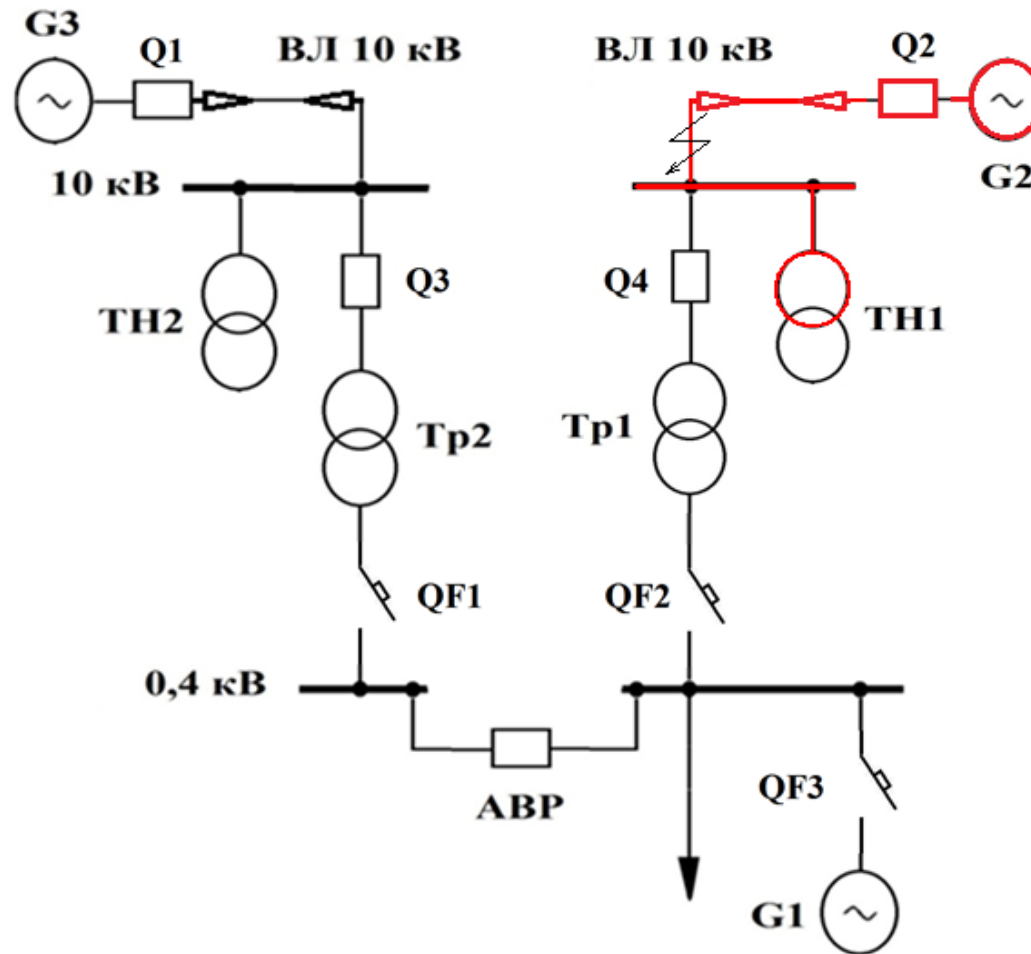 G3
Q1
ВЛ 10 кВ
ВЛ 10 кВ
Q2
G2
10 кВ
ТН2
Q3
Q4
ТН1
Тр2
Тр1
QF1
QF2
0,4 кВ
АВР
QF3
G1